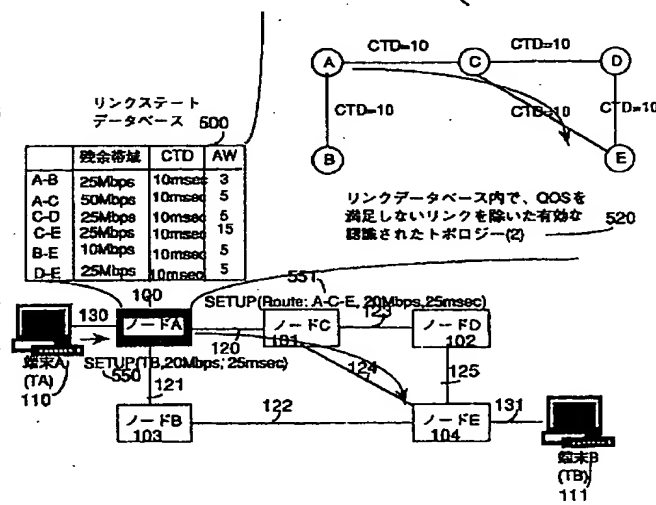 CTD=10
CTD=10
A
C
D
CTD=10
CTD=10
CTD=10
B
E
リンクステート
データベース 500
残余帯域 CTD AW
A-B 25Mbps 10msec 3
A-C 50Mbps 10msec 5
C-D 25Mbps 10msec 5
C-E 25Mbps 10msec 15
B-E 10Mbps 10msec 5
D-E 25Mbps 10msec 5
リンクデータベース内で、QOSを
満足しないリンクを除いた有効な
認識されたトポロジー(2)
520
551
100
SETUP(Route: A-C-E, 20Mbps,25msec)
130
ノードA
120
ノードC
101
123
ノードD
102
端末A)
(TA)
110
SETUP(TB,20Mbps, 25msec)
550
121
124
125
ノードB
103
122
ノードE
104
131
端末B
(TB)
111